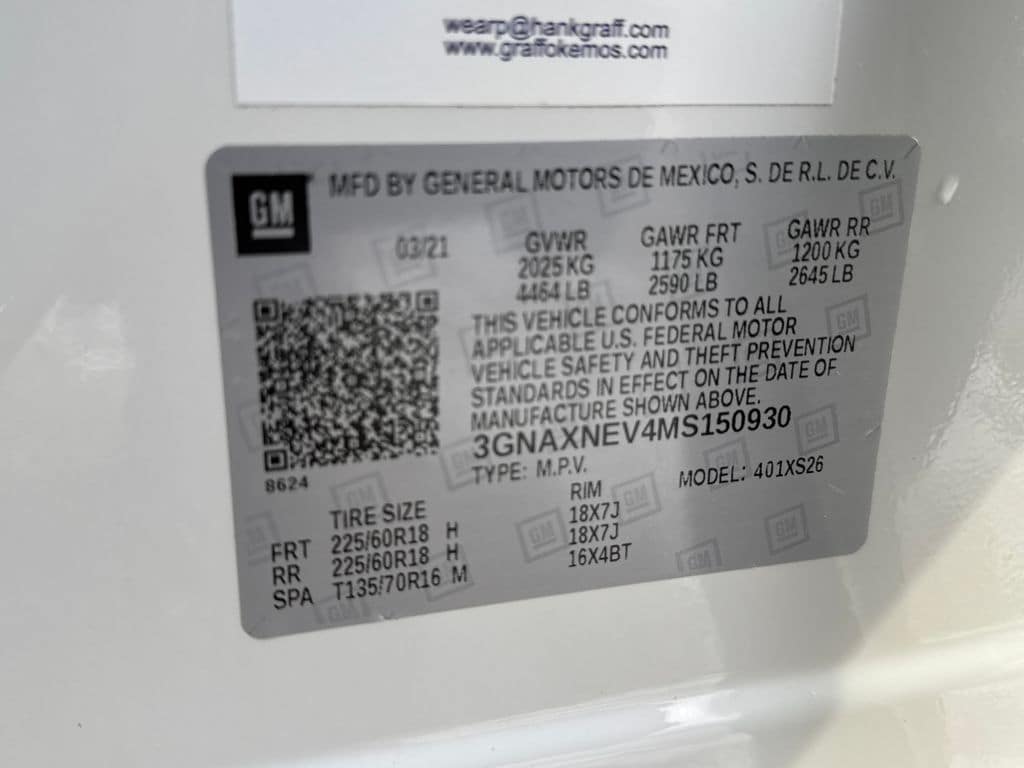 wearp@hankgraff.com
www.graffokemos.com
GM MFD BY GENERAL MOTORS DE MEXICO, S. DE R.L. DE C.V.
03/21 GVWR GAWR FRT GAWR RR
2025 KG 1175 KG 1200 KG
4464 LB 2590 LB 2645 LB
THIS VEHICLE CONFORMS TO ALL
APPLICABLE U.S. FEDERAL MOTOR
VEHICLE SAFETY AND THEFT PREVENTION
STANDARDS IN EFFECT ON THE DATE OF
MANUFACTURE SHOWN ABOVE.
3GNAXNEV4MS150930
TYPE: M.P.V. MODEL: 401XS26
8624
TIRE SIZE RIM
FRT 225/60R18 H 18X7J
RR 225/60R18 H 18X7J
SPA T135/70R16 M 16X4BT